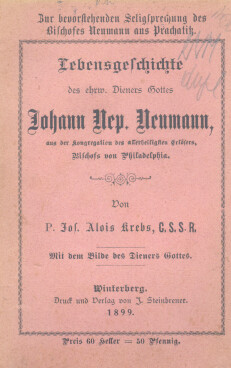 Zur bevorstehenden Seligsprechung des
Bischofes Neumann aus Prachatitz.
Lebensgeschichte
des ehrw. Dieners Gottes
Johann Nep. Neumann,
aus der Kongregation des allerheiligsten Erlösers,
Bischofs von Philadelphia.
Von
P. Jos. Alois Krebs, C. S. S. R.
Mit dem Bilde des Dieners Gottes.
Winterberg.
Druck und Verlag von J. Steinbrener.
1899.
Preis 60 Heller = 50 Pfennig.